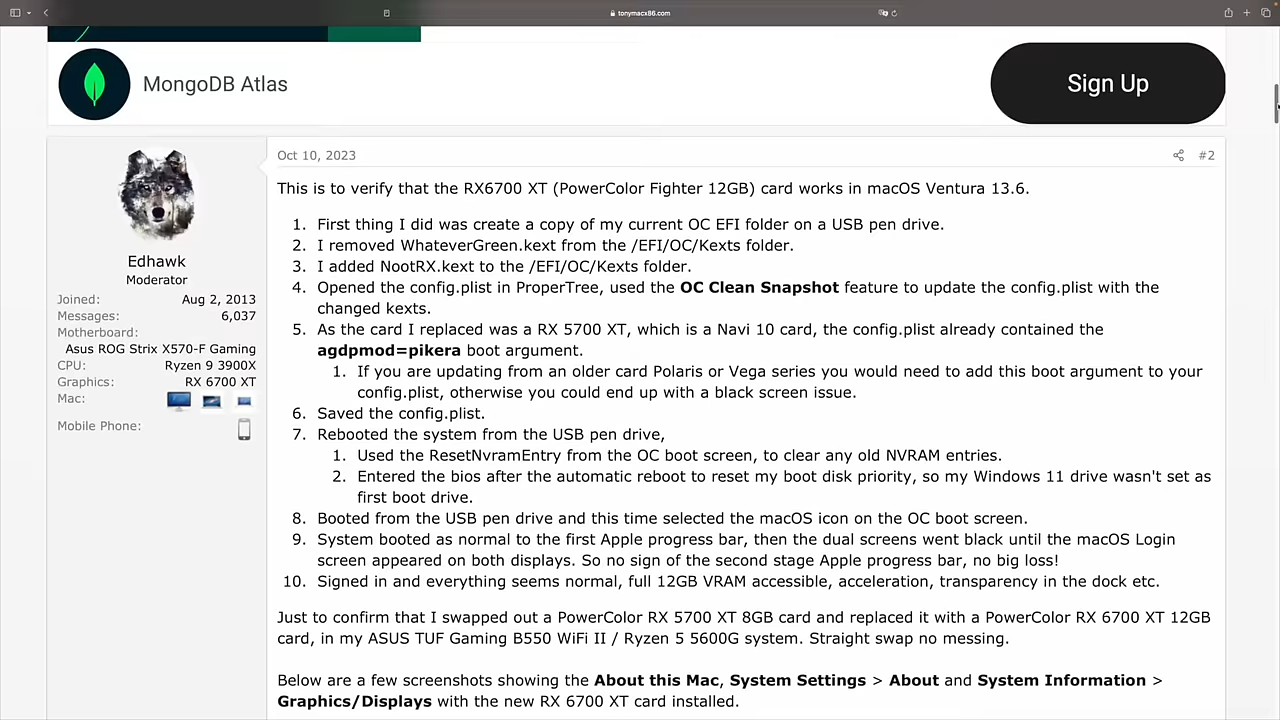 tonymacx86.com
MongoDB Atlas
Sign Up
Oct 10, 2023
#2
Edhawk
Moderator
Joined: Aug 2, 2013
Messages: 6,037
Motherboard:
Asus ROG Strix X570-F Gaming
CPU: Ryzen 9 3900X
Graphics: RX 6700 XT
Mac:
Mobile Phone:
This is to verify that the RX6700 XT (PowerColor Fighter 12GB) card works in macOS Ventura 13.6.
1. First thing I did was create a copy of my current OC EFI folder on a USB pen drive.
2. I removed WhateverGreen.kext from the /EFI/OC/Kexts folder.
3. I added NootRX.kext to the /EFI/OC/Kexts folder.
4. Opened the config.plist in ProperTree, used the OC Clean Snapshot feature to update the config.plist with the
changed kexts.
5. As the card I replaced was a RX 5700 XT, which is a Navi 10 card, the config.plist already contained the
agdpmod=pikera boot argument.
1. If you are updating from an older card Polaris or Vega series you would need to add this boot argument to your
config.plist, otherwise you could end up with a black screen issue.
6. Saved the config.plist.
7. Rebooted the system from the USB pen drive,
1. Used the ResetNvramEntry from the OC boot screen, to clear any old NVRAM entries.
2. Entered the bios after the automatic reboot to reset my boot disk priority, so my Windows 11 drive wasn't set as
first boot drive.
8. Booted from the USB pen drive and this time selected the macOS icon on the OC boot screen.
9. System booted as normal to the first Apple progress bar, then the dual screens went black until the macOS Login
screen appeared on both displays. So no sign of the second stage Apple progress bar, no big loss!
10. Signed in and everything seems normal, full 12GB VRAM accessible, acceleration, transparency in the dock etc.
Just to confirm that I swapped out a PowerColor RX 5700 XT 8GB card and replaced it with a PowerColor RX 6700 XT 12GB
card, in my ASUS TUF Gaming B550 WiFi II / Ryzen 5 5600G system. Straight swap no messing.
Below are a few screenshots showing the About this Mac, System Settings > About and System Information >
Graphics/Displays with the new RX 6700 XT card installed.